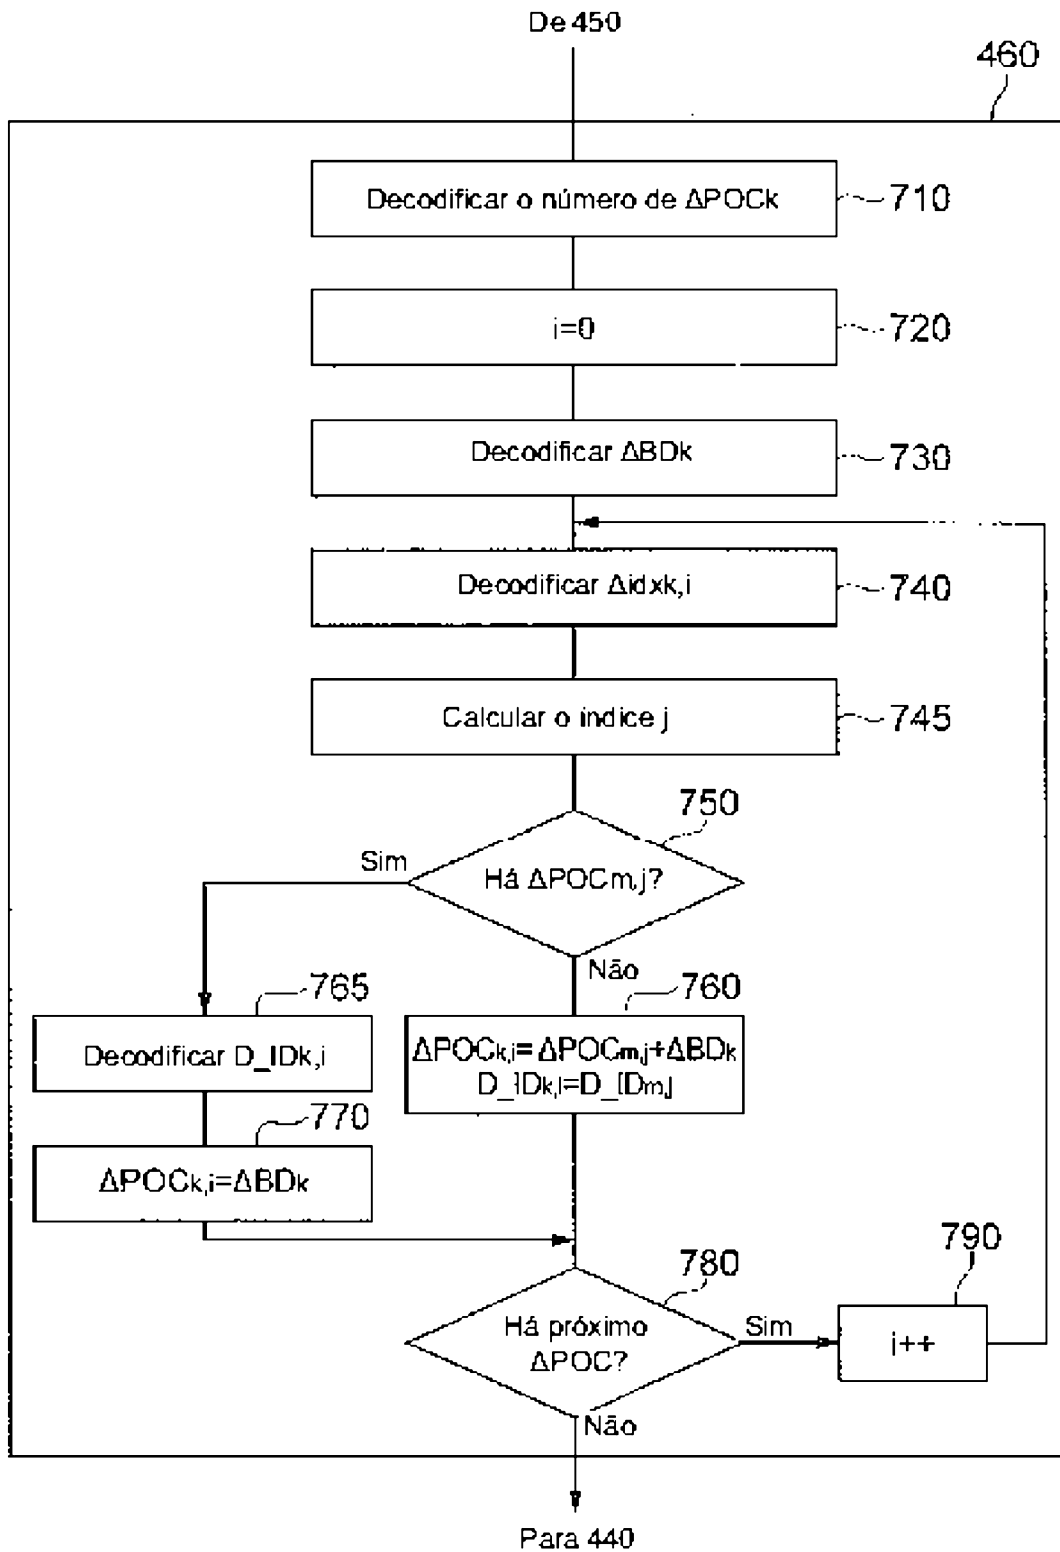 De 450
460
Decodificar o número de ΔPOCk
710
i=0
720
Decodificar ΔBDk
730
Decodificar Δidxk,i
740
Calcular o índice j
745
750
Sim
Há ΔPOCm,j?
Não
765
760
Decodificar D_IDk,i
ΔPOCk,i=ΔPOCm,j+ΔBDk
D_IDk,i=D_IDm,j
770
ΔPOCk,i=ΔBDk
780
790
Há próximo
ΔPOC?
Sim
i++
Não
Para 440